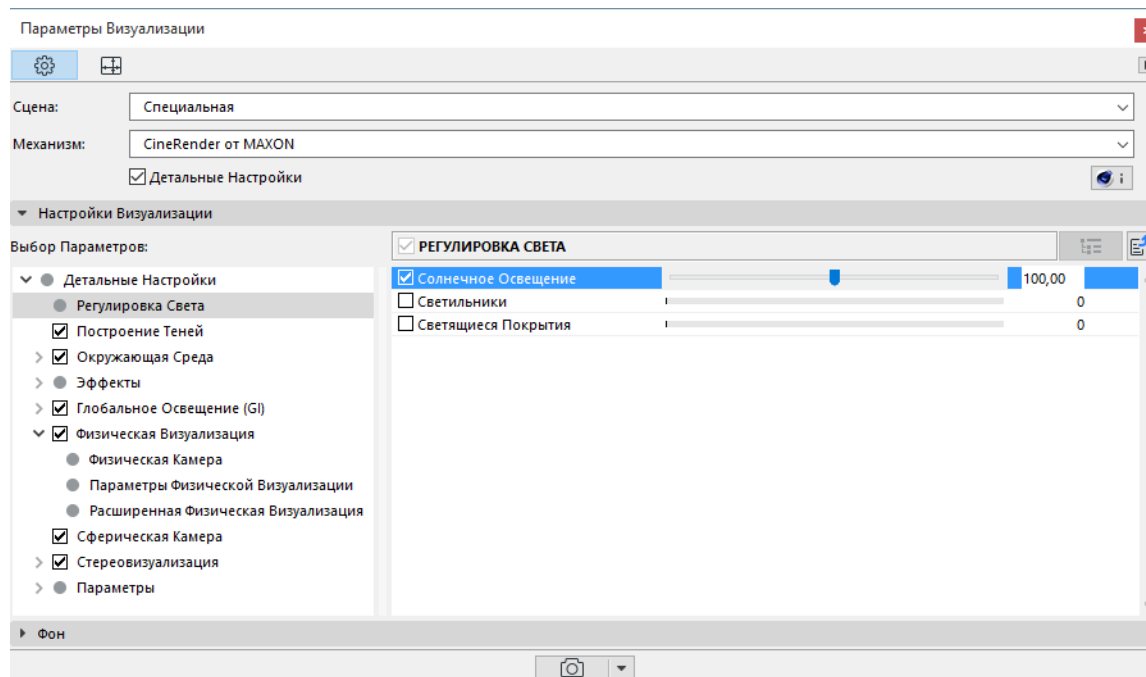 Параметры Визуализации
Сцена: Специальная
Механизм: CineRender от MAXON
Детальные Настройки
i
Настройки Визуализации
Выбор Параметров:
РЕГУЛИРОВКА СВЕТА
Детальные Настройки
Солнечное Освещение 100,00
Регулировка Света
Светильники 0
Построение Теней
Светящиеся Покрытия 0
Окружающая Среда
Эффекты
Глобальное Освещение (GI)
Физическая Визуализация
Физическая Камера
Параметры Физической Визуализации
Расширенная Физическая Визуализация
Сферическая Камера
Стереовизуализация
Параметры
Фон